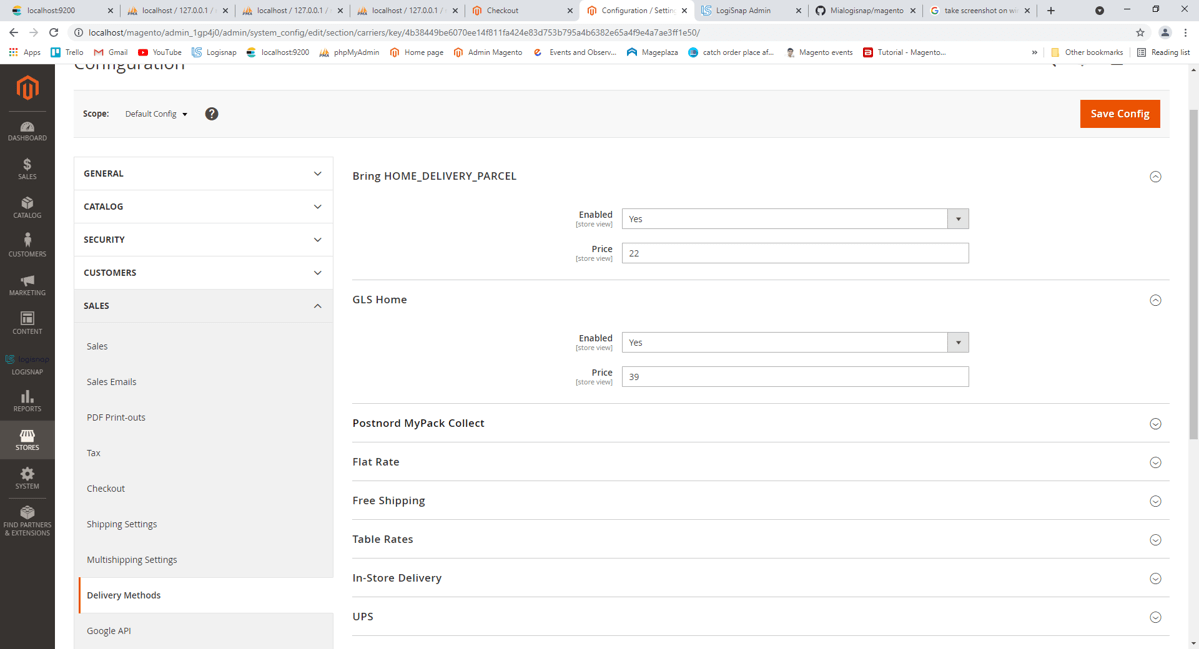 localhost:9200
localhost / 127.0.0.1 /
localhost / 127.0.0.1 /
localhost / 127.0.0.1 /
Checkout
Configuration / Settin
LogiSnap Admin
Mialogisnap/magento
take screenshot on wi
localhost/magento/admin_1gp4j0/admin/system_config/edit/section/carriers/key/4b38449be6070ee14f811fa424e83d753b795a4b6382e65a4f9e4a7ae3ff1e50/
Apps
Trello
Gmail
YouTube
Logisnap
localhost:9200
phpMyAdmin
Home page
Admin Magento
Events and Observ...
Mageplaza
catch order place af...
Magento events
Tutorial - Magento...
»
Other bookmarks
Reading list
Configuration
Scope: Default Config
?
Save Config
DASHBOARD
SALES
CATALOG
CUSTOMERS
MARKETING
CONTENT
LOGISNAP
REPORTS
STORES
SYSTEM
FIND PARTNERS
& EXTENSIONS
GENERAL
CATALOG
SECURITY
CUSTOMERS
SALES
Sales
Sales Emails
PDF Print-outs
Tax
Checkout
Shipping Settings
Multishipping Settings
Delivery Methods
Google API
Bring HOME_DELIVERY_PARCEL
Enabled
[store view]
Yes
Price
[store view]
22
GLS Home
Enabled
[store view]
Yes
Price
[store view]
39
Postnord MyPack Collect
Flat Rate
Free Shipping
Table Rates
In-Store Delivery
UPS